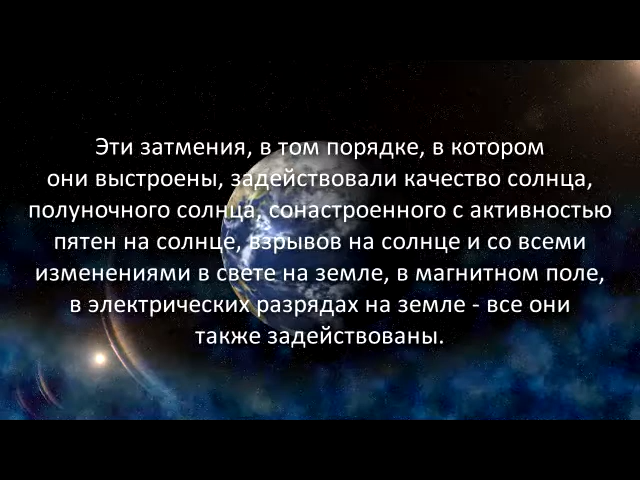 Эти затмения, в том порядке, в котором
они выстроены, задействовали качество солнца,
полуночного солнца, сонастроенного с активностью
пятен на солнце, взрывов на солнце и со всеми
изменениями в свете на земле, в магнитном поле,
в электрических разрядах на земле - все они
также задействованы.